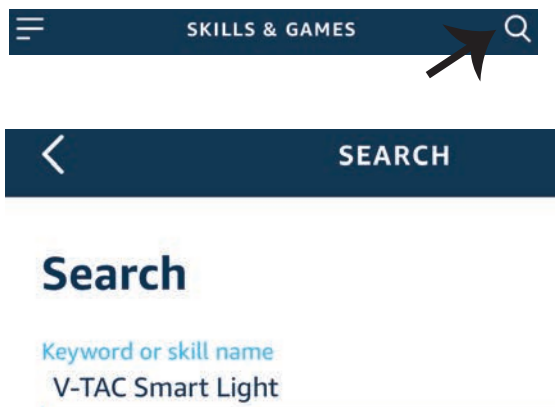 SKILLS & GAMES
SEARCH
Search
Keyword or skill name
V-TAC Smart Light